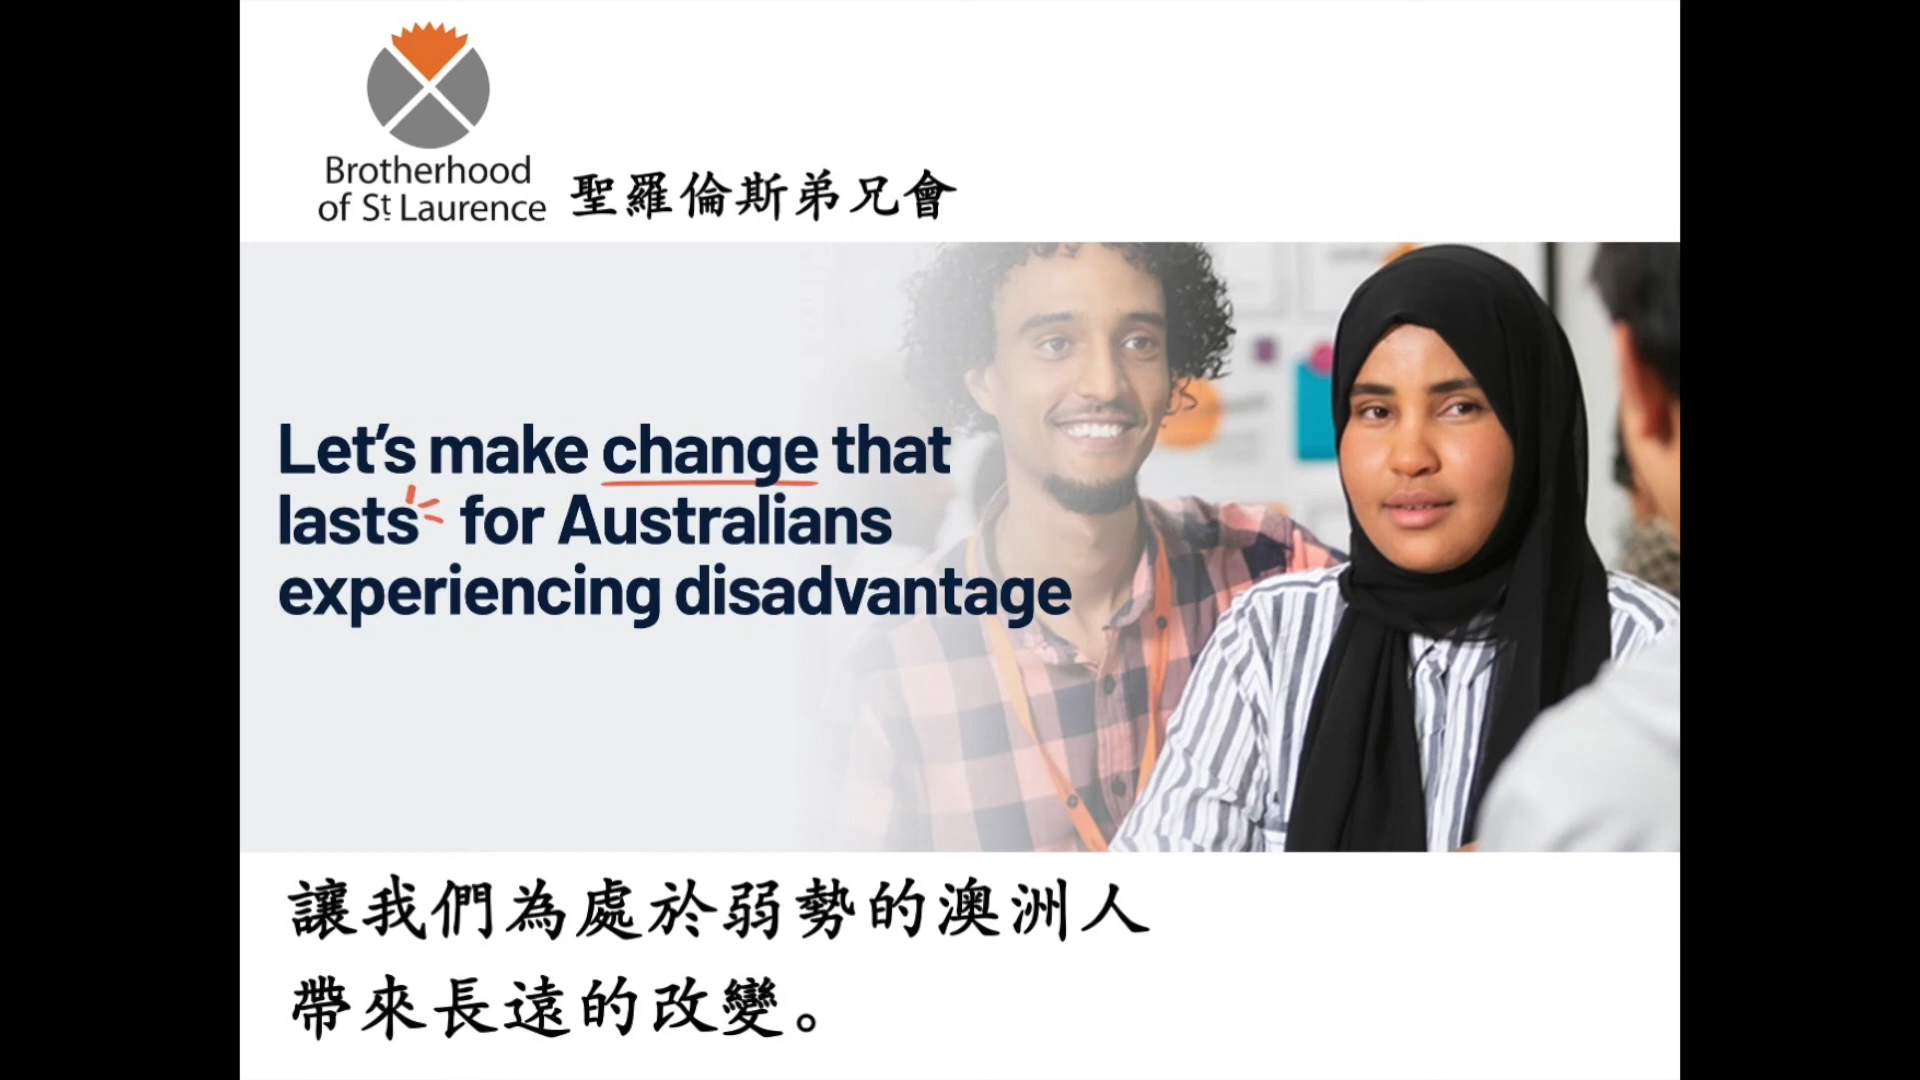 Brotherhood
of St Laurence
聖羅倫斯弟兄會
Let's make change that
lasts for Australians
experiencing disadvantage
讓我們為處於弱勢的澳洲人
帶來長遠的改變。